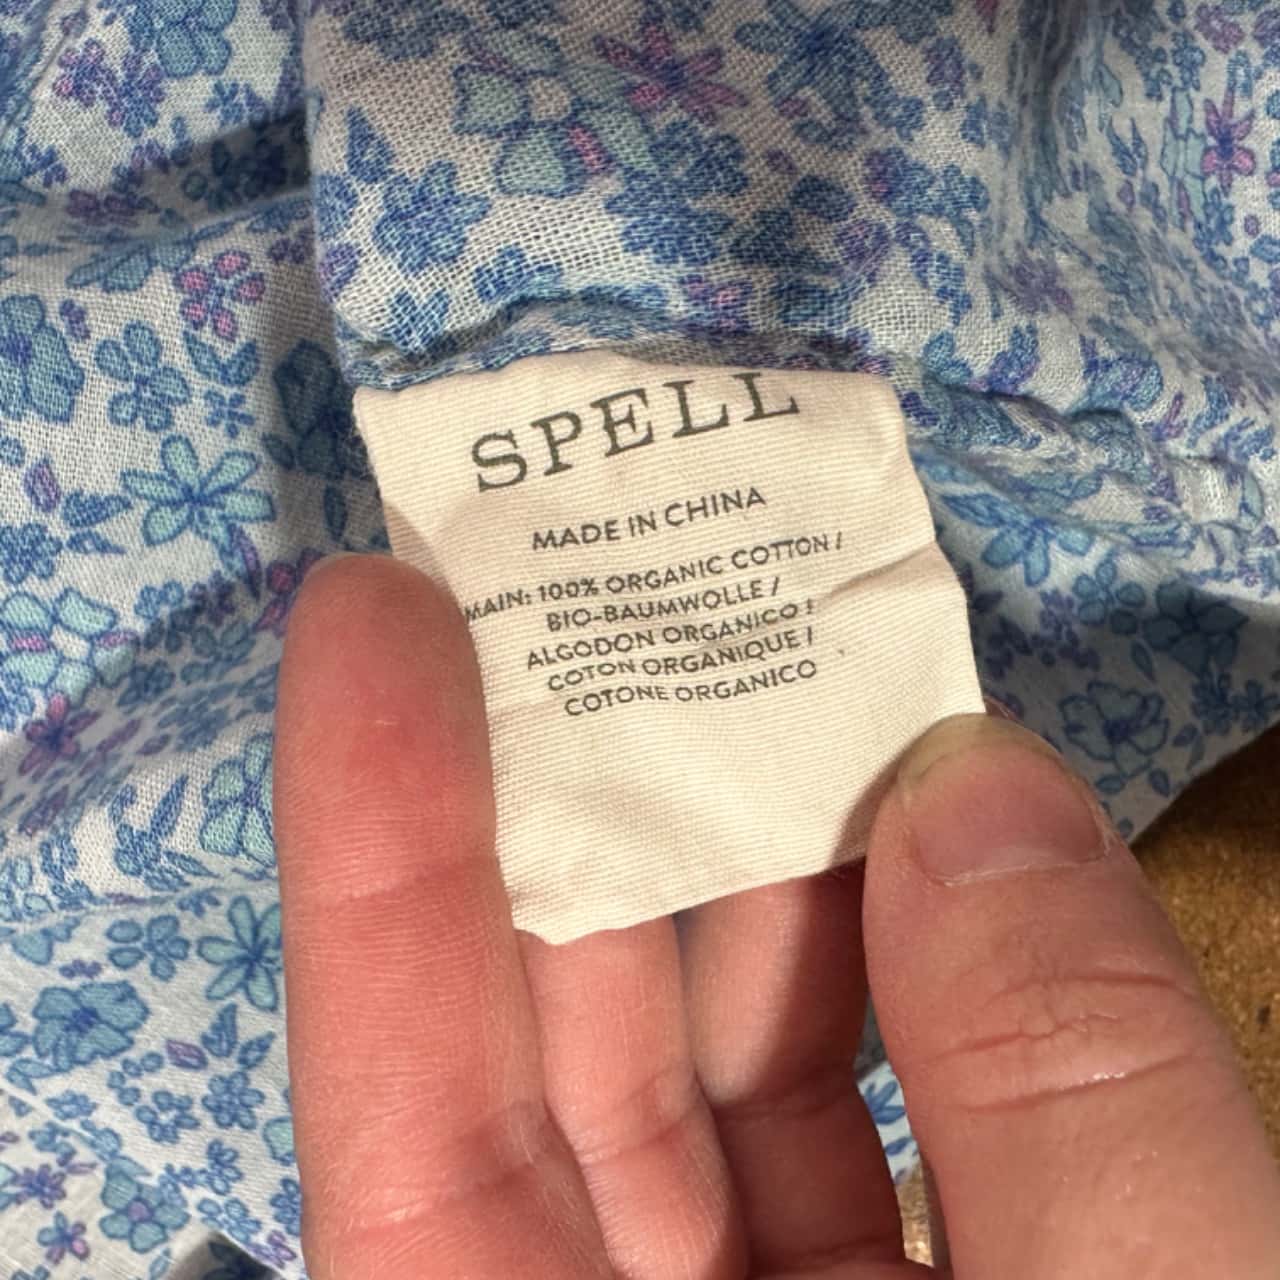 SPELL
MADE IN CHINA
MAIN: 100% ORGANIC COTTON /
BIO-BAUMWOLLE /
ALGODON ORGANICO /
COTON ORGANIQUE /
COTONE ORGANICO